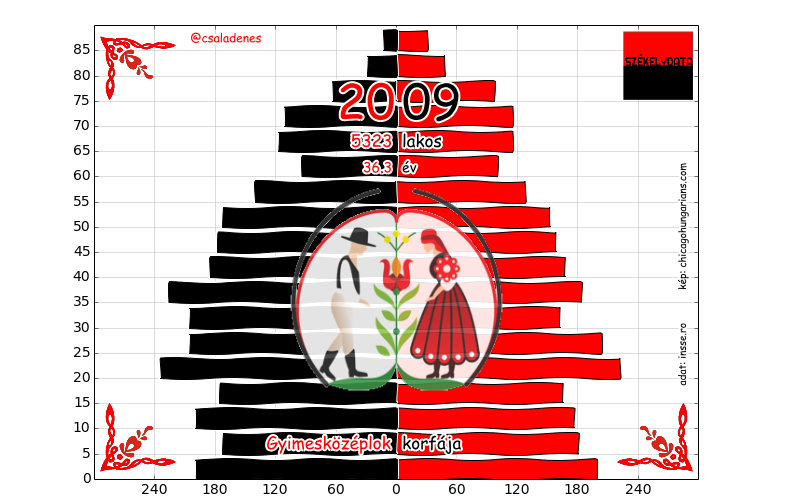 @csaladenes
SZÉKELYDATA
2009
5323 lakos
36.3 év
kép: chicagohungarians.com
adat: insse.ro
Gyimesközéplok korfája
85
80
75
70
65
60
55
50
45
40
35
30
25
20
15
10
5
0
240 180 120 60 0 60 120 180 240